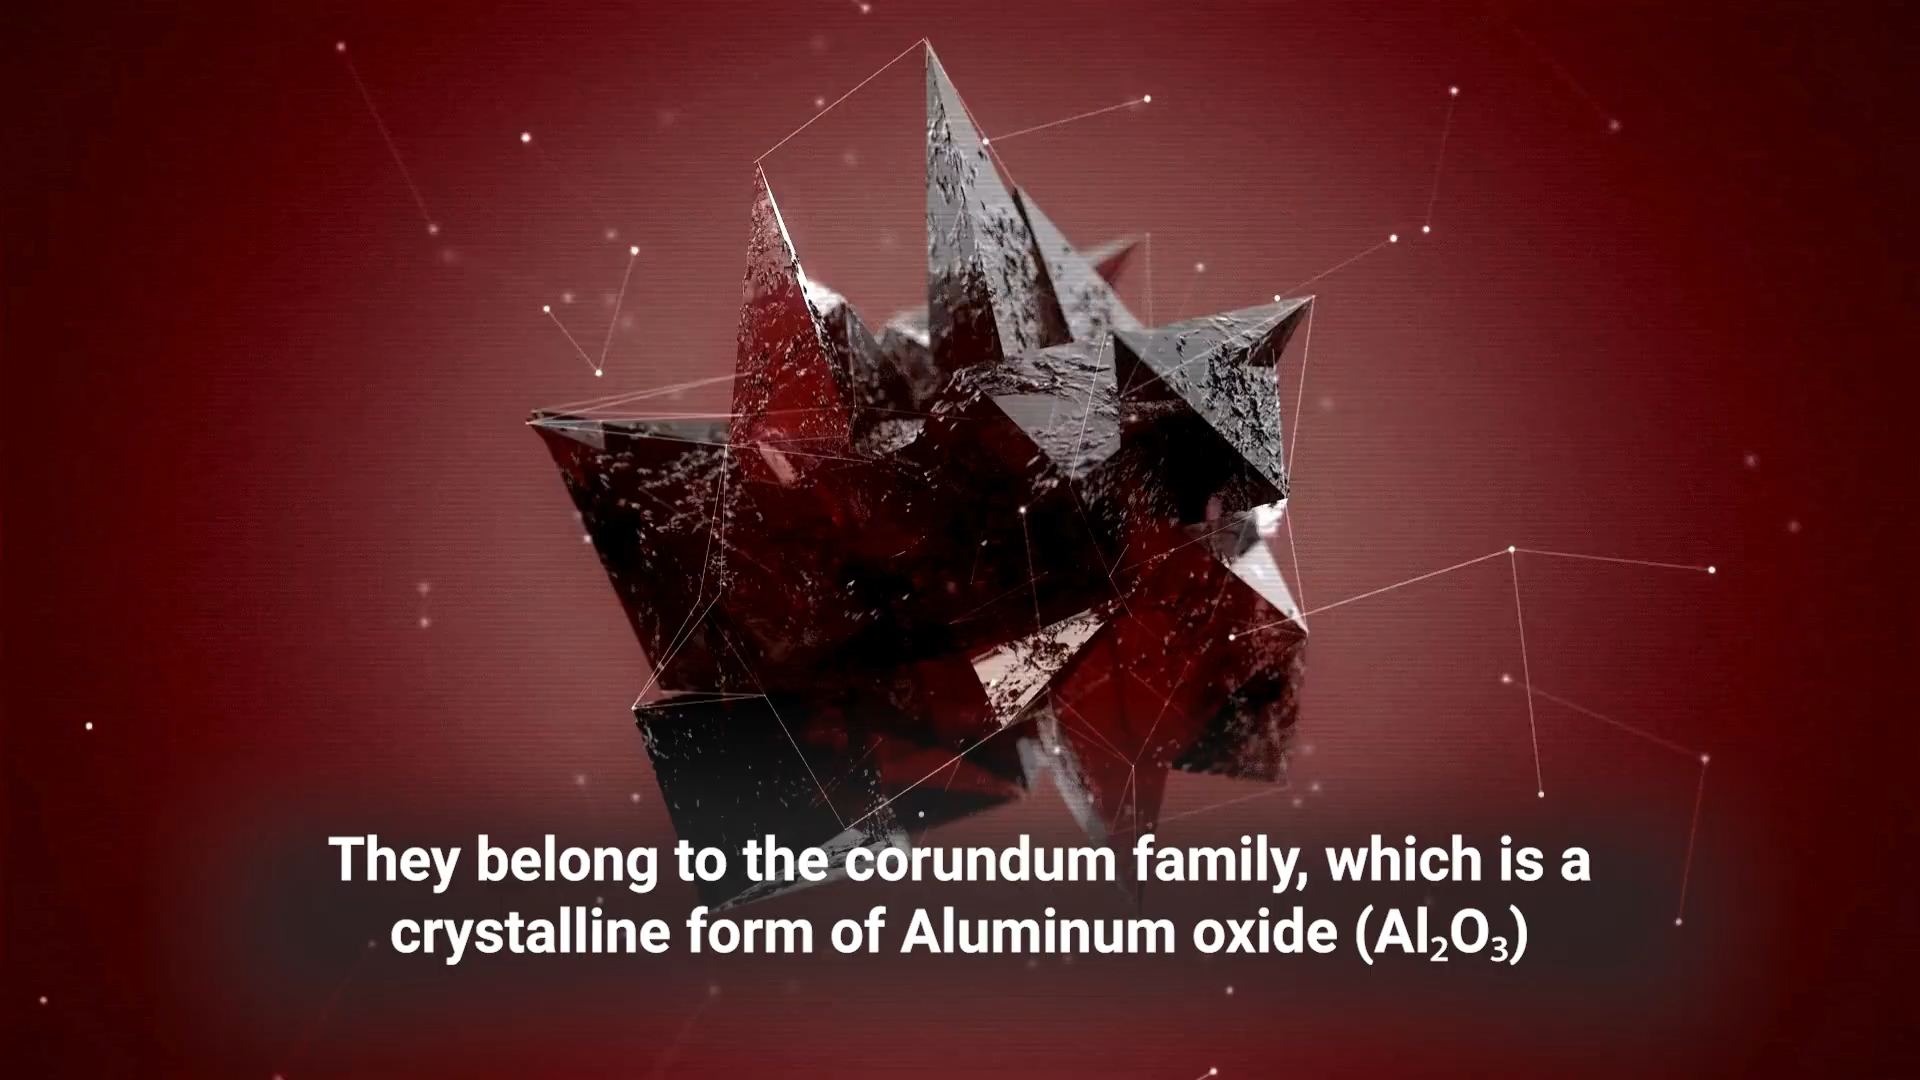 They belong to the corundum family, which is a
crystalline form of Aluminum oxide (Al₂O₃)